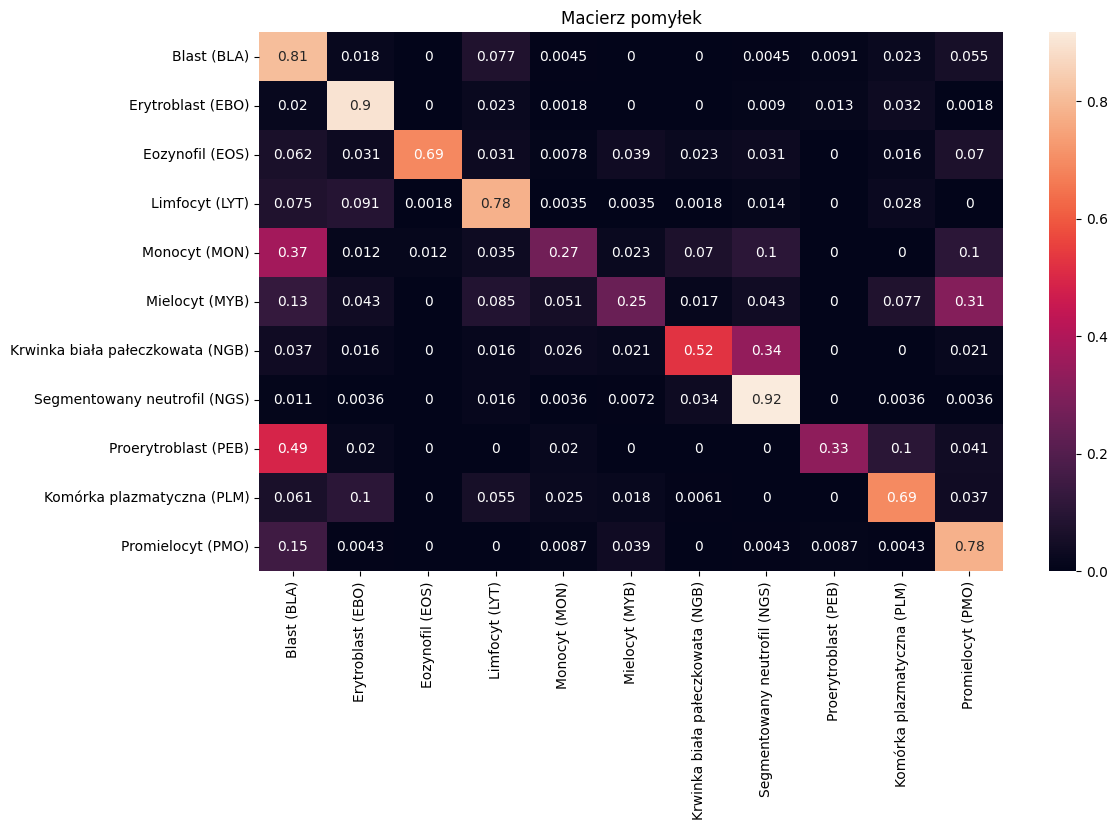 Macierz pomyłek
Blast (BLA) 0.81 0.018 0 0.077 0.0045 0 0 0.0045 0.0091 0.023 0.055
Erytroblast (EBO) 0.02 0.9 0 0.023 0.0018 0 0 0.009 0.013 0.032 0.0018
Eozynofil (EOS) 0.062 0.031 0.69 0.031 0.0078 0.039 0.023 0.031 0 0.016 0.07
Limfocyt (LYT) 0.075 0.091 0.0018 0.78 0.0035 0.0035 0.0018 0.014 0 0.028 0
Monocyt (MON) 0.37 0.012 0.012 0.035 0.27 0.023 0.07 0.1 0 0 0.1
Mielocyt (MYB) 0.13 0.043 0 0.085 0.051 0.25 0.017 0.043 0 0.077 0.31
Krwinka biała pałeczkowata (NGB) 0.037 0.016 0 0.016 0.026 0.021 0.52 0.34 0 0 0.021
Segmentowany neutrofil (NGS) 0.011 0.0036 0 0.016 0.0036 0.0072 0.034 0.92 0 0.0036 0.0036
Proerytroblast (PEB) 0.49 0.02 0 0 0.02 0 0 0 0.33 0.1 0.041
Komórka plazmatyczna (PLM) 0.061 0.1 0 0.055 0.025 0.018 0.0061 0 0 0.69 0.037
Promielocyt (PMO) 0.15 0.0043 0 0 0.0087 0.039 0 0.0043 0.0087 0.0043 0.78
Blast (BLA)
Erytroblast (EBO)
Eozynofil (EOS)
Limfocyt (LYT)
Monocyt (MON)
Mielocyt (MYB)
Krwinka biała pałeczkowata (NGB)
Segmentowany neutrofil (NGS)
Proerytroblast (PEB)
Komórka plazmatyczna (PLM)
Promielocyt (PMO)
0.8
0.6
0.4
0.2
0.0